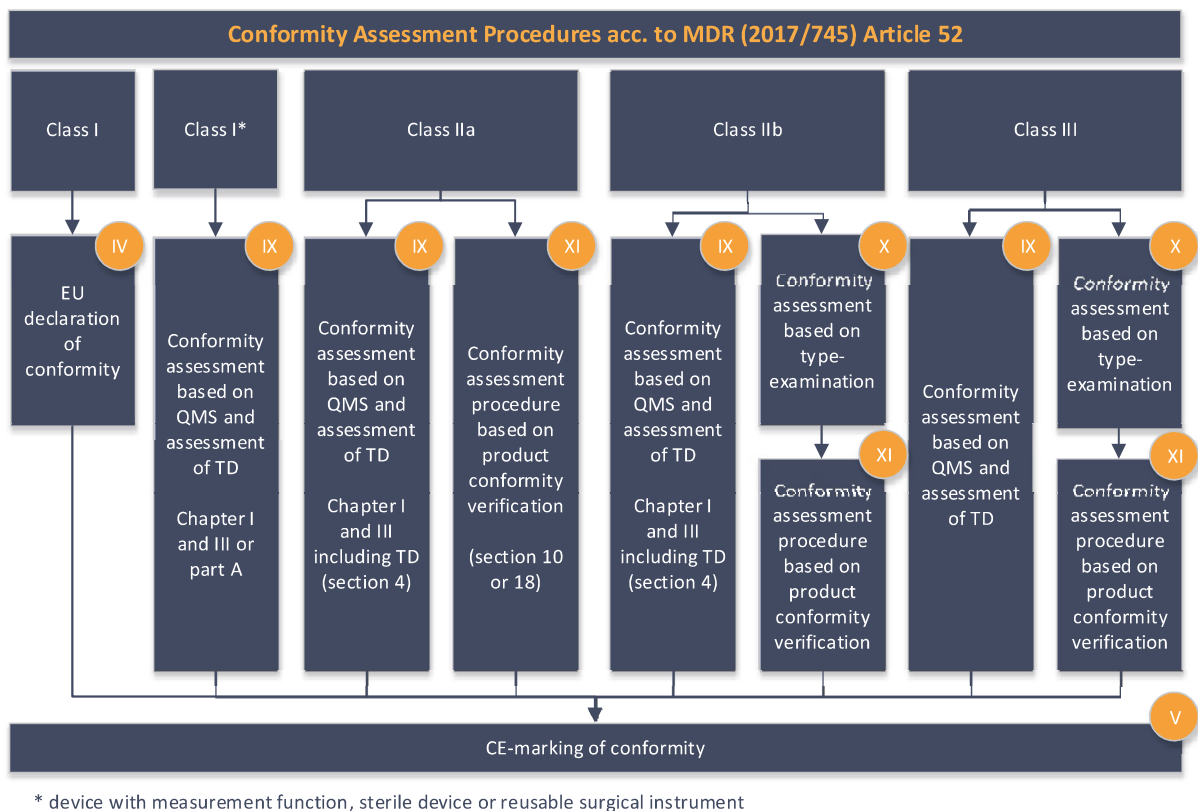 Conformity Assessment Procedures acc. to MDR (2017/745) Article 52
Class I
Class I*
Class IIa
Class IIb
Class III
IV
EU
declaration
of
conformity
IX
Conformity
assessment
based on
QMS and
assessment
of TD
Chapter I
and III or
part A
IX
Conformity
assessment
based on
QMS and
assessment
of TD
Chapter I
and III
including TD
(section 4)
XI
Conformity
assessment
procedure
based on
product
conformity
verification
(section 10
or 18)
IX
Conformity
assessment
based on
QMS and
assessment
of TD
Chapter I
and III
including TD
(section 4)
X
Conformity
assessment
based on
type-
examination
XI
Conformity
assessment
procedure
based on
product
conformity
verification
IX
Conformity
assessment
based on
QMS and
assessment
of TD
X
Conformity
assessment
based on
type-
examination
XI
Conformity
assessment
procedure
based on
product
conformity
verification
V
CE-marking of conformity
* device with measurement function, sterile device or reusable surgical instrument